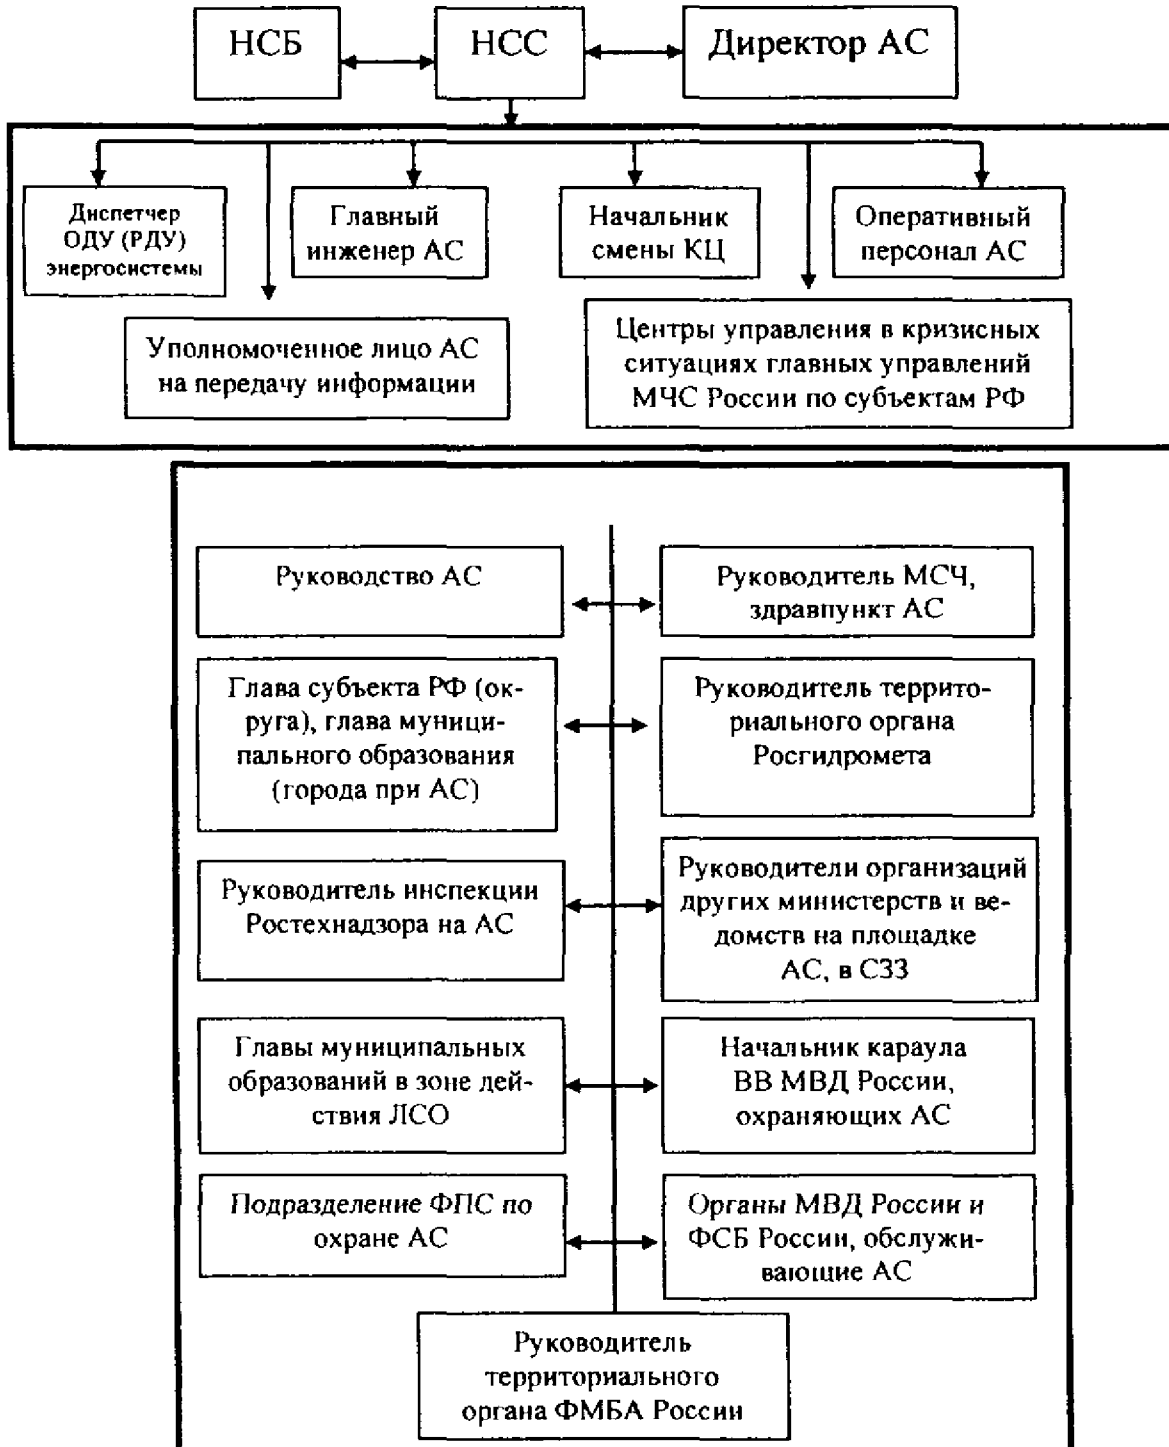 НСБ
НСС
Директор АС
Диспетчер
ОДУ (РДУ)
энергосистемы
Главный
инженер АС
Начальник
смены КЦ
Оперативный
персонал АС
Уполномоченное лицо АС
на передачу информации
Центры управления в кризисных
ситуациях главных управлений
МЧС России по субъектам РФ
Руководство АС
Руководитель МСЧ,
здравпункт АС
Глава субъекта РФ (ок-
руга), глава муници-
пального образования
(города при АС)
Руководитель террито-
риального органа
Росгидромета
Руководитель инспекции
Ростехнадзора на АС
Руководители организаций
других министерств и ве-
домств на площадке
АС, в СЗЗ
Главы муниципальных
образований в зоне дей-
ствия ЛСО
Начальник караула
ВВ МВД России,
охраняющих АС
Подразделение ФПС по
охране АС
Органы МВД России и
ФСБ России, обслужи-
вающие АС
Руководитель
территориального
органа ФМБА России